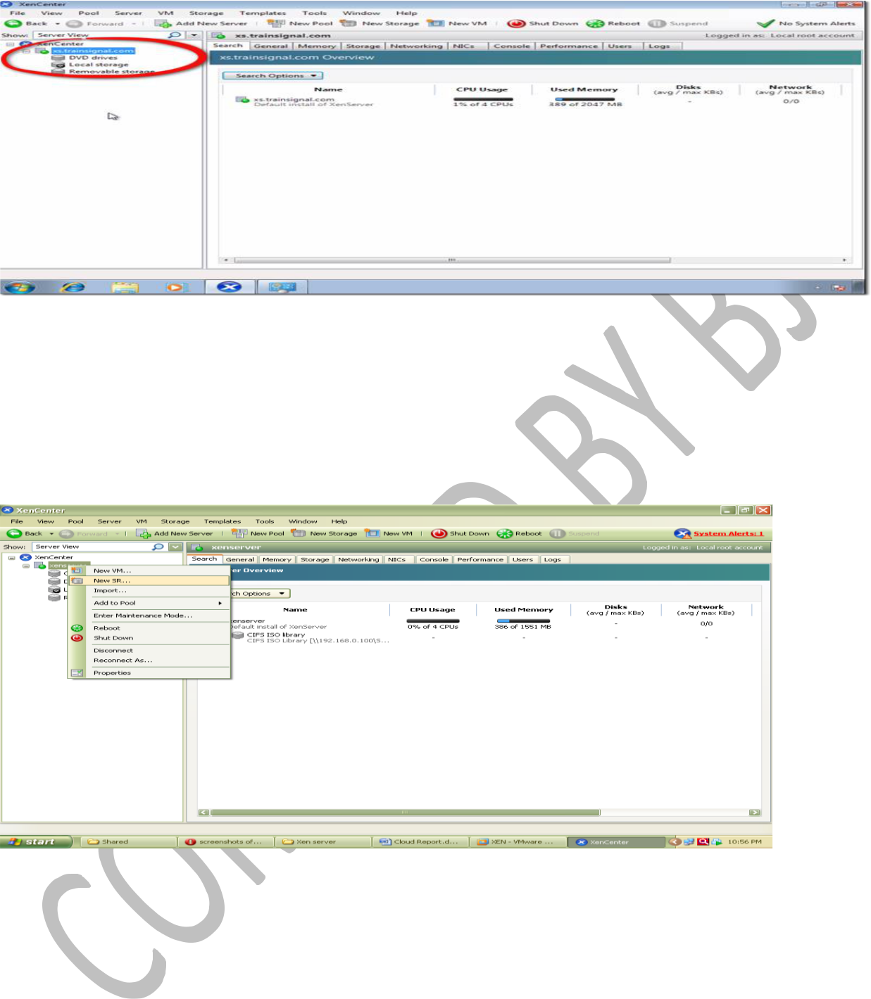 XenCenter
File View Pool Server VM Storage Templates Tools Window Help
Back Forward Add New Server New Pool New Storage New VM Shut Down Reboot Suspend No System Alerts
Show: Server View xs.trainsignal.com Logged in as: Local root account
XenCenter
xs.trainsignal.com
DVD drives
Local storage
Removable storage
Search General Memory Storage Networking NICs Console Performance Users Logs
xs.trainsignal.com Overview
Search Options
Name CPU Usage Used Memory Disks (avg / max KBs) Network (avg / max KBs)
xs.trainsignal.com
Default install of XenServer 1% of 4 CPUs 389 of 2047 MB - 0/0
BY BJ
XenCenter
File View Pool Server VM Storage Templates Tools Window Help
Back Forward Add New Server New Pool New Storage New VM Shut Down Reboot Suspend System Alerts: 1
Show: Server View xenserver Logged in as: Local root account
XenCenter
Search General Memory Storage Networking NICs Console Performance Users Logs
New VM...
New SR...
Import...
Add to Pool
Enter Maintenance Mode...
Reboot
Shut Down
Disconnect
Reconnect As...
Properties
er Overview
ch Options
Name CPU Usage Used Memory Disks (avg / max KBs) Network (avg / max KBs)
enserver
Default install of XenServer 0% of 4 CPUs 386 of 1551 MB - 0/0
CIFS ISO library
CIFS ISO Library [\\192.168.0.100\S... - - - -
start Shared screenshots of... Xen server Cloud Report.d... XEN - VMware ... XenCenter 10:56 PM